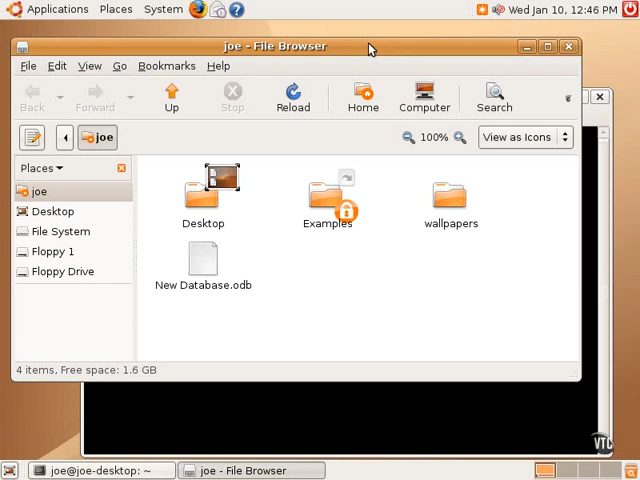 Applications Places System Wed Jan 10, 12:46 PM
joe - File Browser
File Edit View Go Bookmarks Help
Back Forward Up Stop Reload Home Computer Search
joe 100% View as Icons
Places
joe
Desktop
File System
Floppy 1
Floppy Drive
Desktop Examples wallpapers
New Database.odb
4 items, Free space: 1.6 GB
VTC
joe@joe-desktop: ~ joe - File Browser